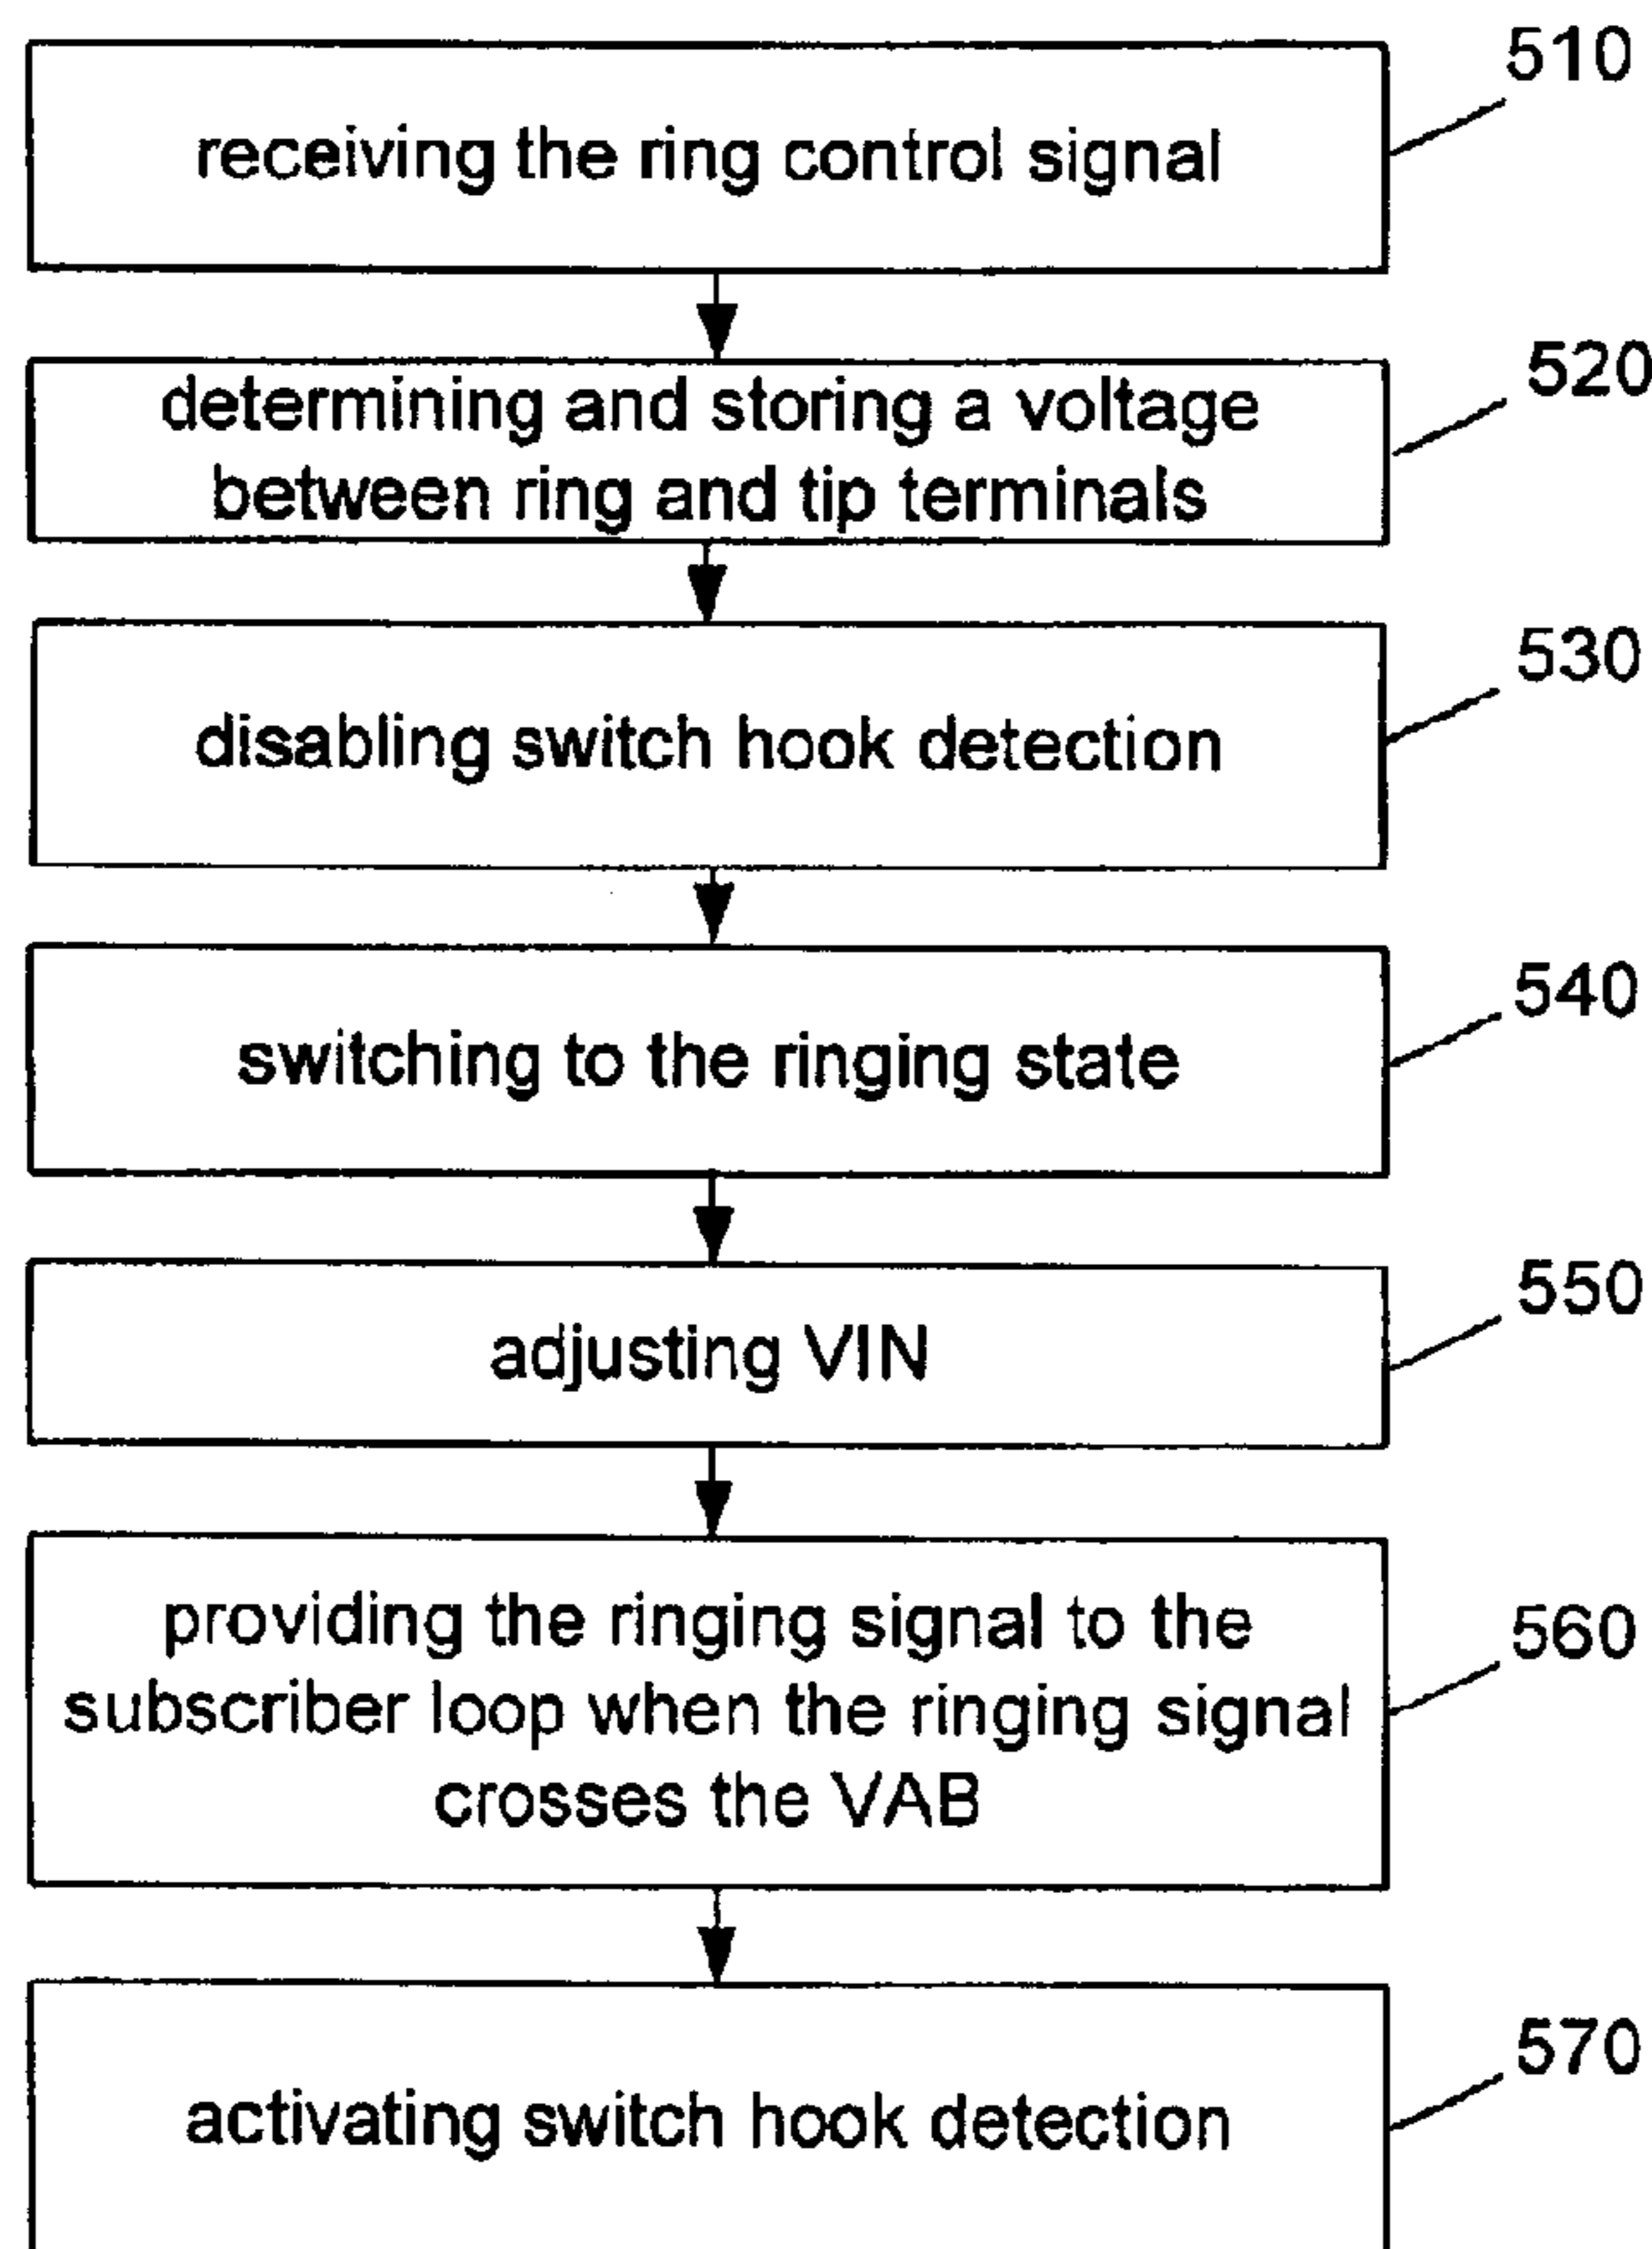 510
receiving the ring control signal
520
determining and storing a voltage
between ring and tip terminals
530
disabling switch hook detection
540
switching to the ringing state
550
adjusting VIN
560
providing the ringing signal to the
subscriber loop when the ringing signal
crosses the VAB
570
activating switch hook detection